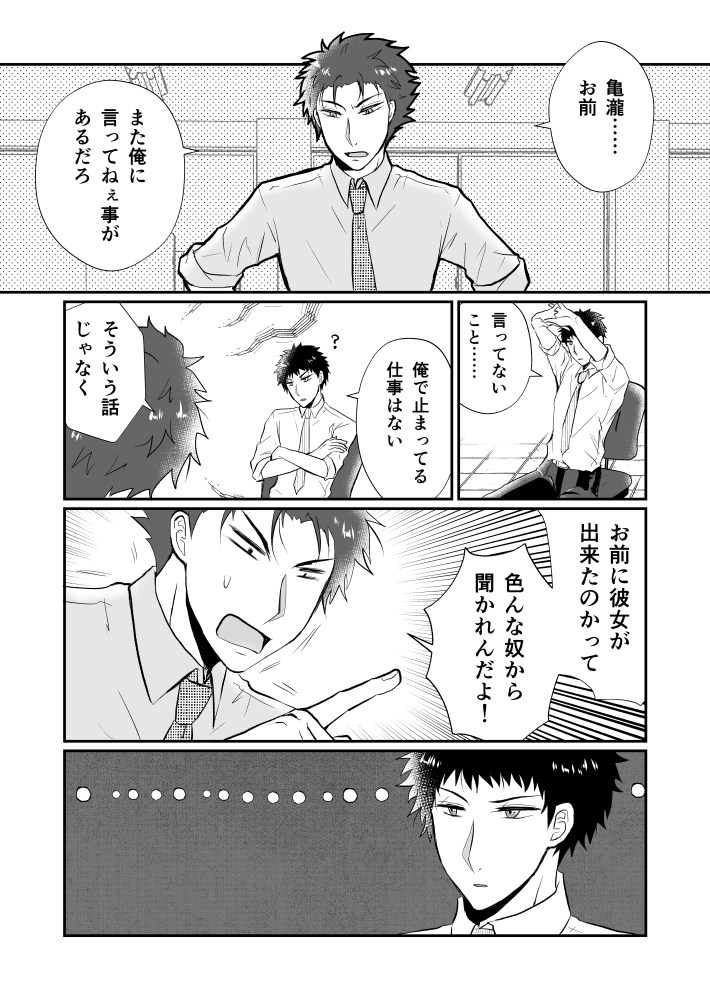 亀瀧……
お前
また俺に
言ってねぇ事が
あるだろ
言ってない
こと……
俺で止まってる
仕事はない
?
そういう話
じゃなく
お前に彼女が
出来たのかって
色んな奴から
聞かれんだよ！